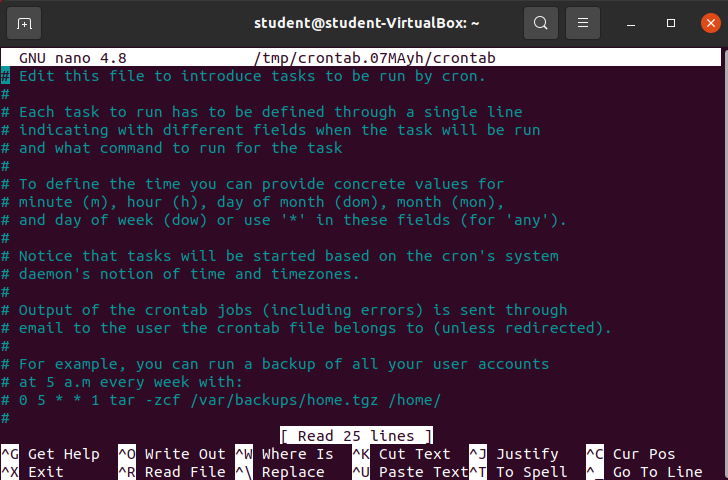 student@student-VirtualBox: ~
GNU nano 4.8 /tmp/crontab.07MAyh/crontab
# Edit this file to introduce tasks to be run by cron.
#
# Each task to run has to be defined through a single line
# indicating with different fields when the task will be run
# and what command to run for the task
#
# To define the time you can provide concrete values for
# minute (m), hour (h), day of month (dom), month (mon),
# and day of week (dow) or use '*' in these fields (for 'any').
#
# Notice that tasks will be started based on the cron's system
# daemon's notion of time and timezones.
#
# Output of the crontab jobs (including errors) is sent through
# email to the user the crontab file belongs to (unless redirected).
#
# For example, you can run a backup of all your user accounts
# at 5 a.m every week with:
# 0 5 * * 1 tar -zcf /var/backups/home.tgz /home/
#
[ Read 25 lines ]
^G Get Help ^O Write Out ^W Where Is ^K Cut Text ^J Justify ^C Cur Pos
^X Exit ^R Read File ^\ Replace ^U Paste Text ^T To Spell ^_ Go To Line